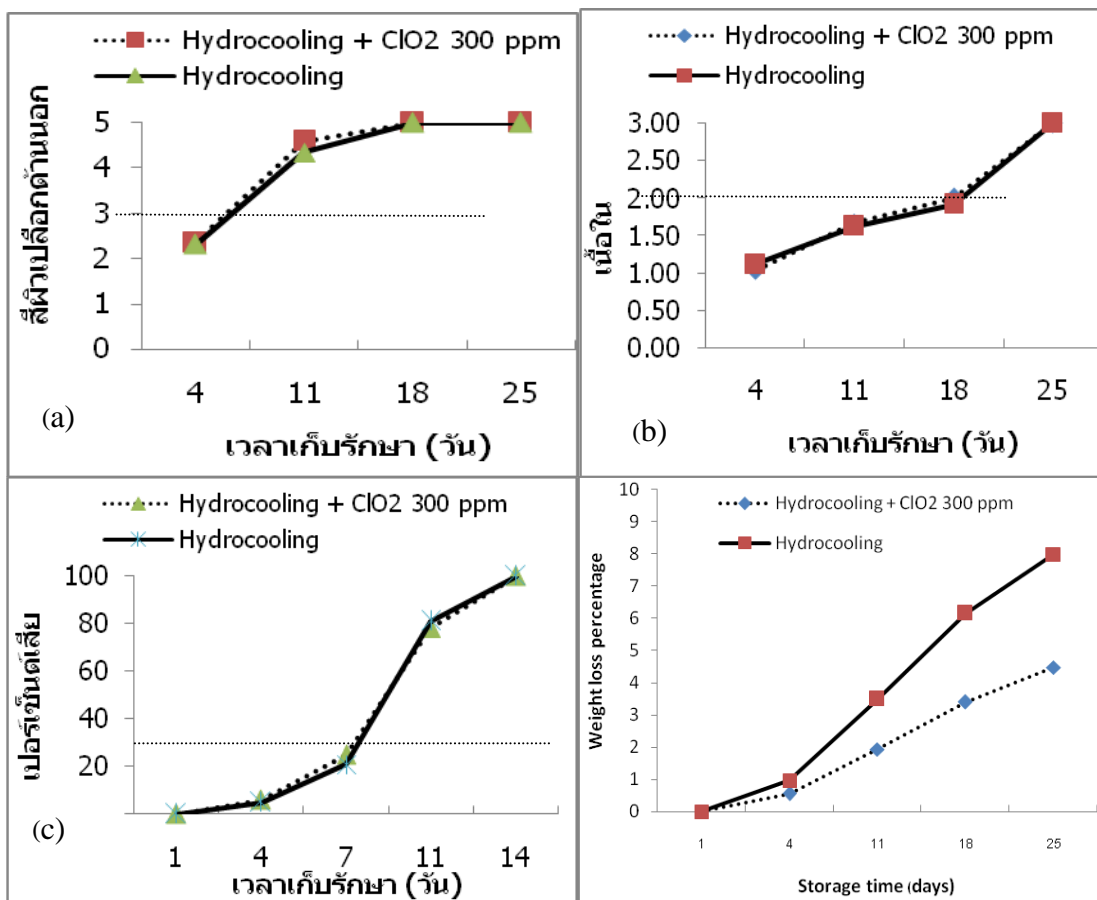 Hydrocooling + ClO2 300 ppm
Hydrocooling
สีผิวเปลือกด้านนอก
5
4
3
2
1
0
4 11 18 25
(a)
เวลาเก็บรักษา (วัน)
Hydrocooling + ClO2 300 ppm
Hydrocooling
เนื้อใน
3.00
2.50
2.00
1.50
1.00
0.50
0.00
4 11 18 25
(b)
เวลาเก็บรักษา (วัน)
Hydrocooling + ClO2 300 ppm
Hydrocooling
เปอร์เซ็นต์เสีย
100
80
60
40
20
(c)
1 4 7 11 14
เวลาเก็บรักษา (วัน)
Hydrocooling + ClO2 300 ppm
Hydrocooling
Weight loss percentage
10
9
8
7
6
5
4
3
2
1
0
1 4 11 18 25
Storage time (days)